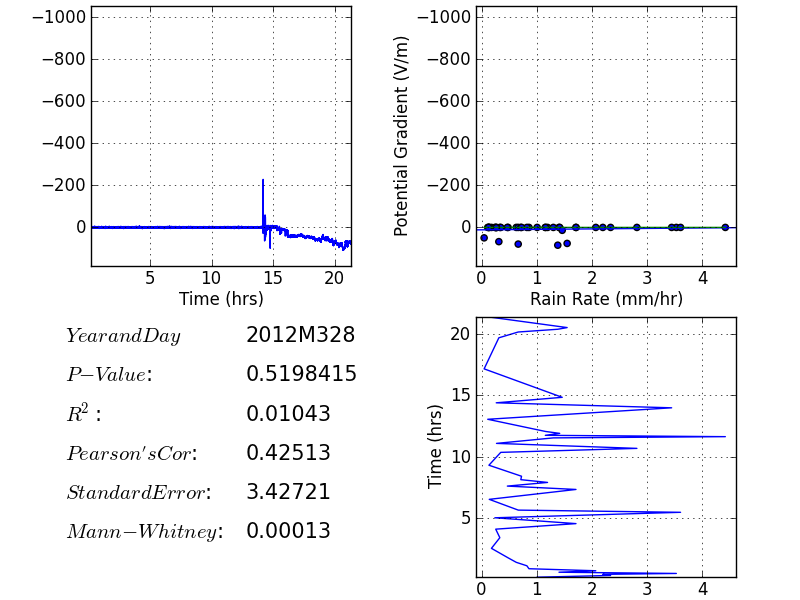 −1000
−800
−600
−400
−200
0
5 10 15 20
Time (hrs)
Potential Gradient (V/m)
−1000
−800
−600
−400
−200
0
0 1 2 3 4
Rain Rate (mm/hr)
YearandDay 2012M328
P−Value: 0.5198415
R²: 0.01043
Pearson'sCor: 0.42513
StandardError: 3.42721
Mann−Whitney: 0.00013
Time (hrs)
20
15
10
5
0 1 2 3 4